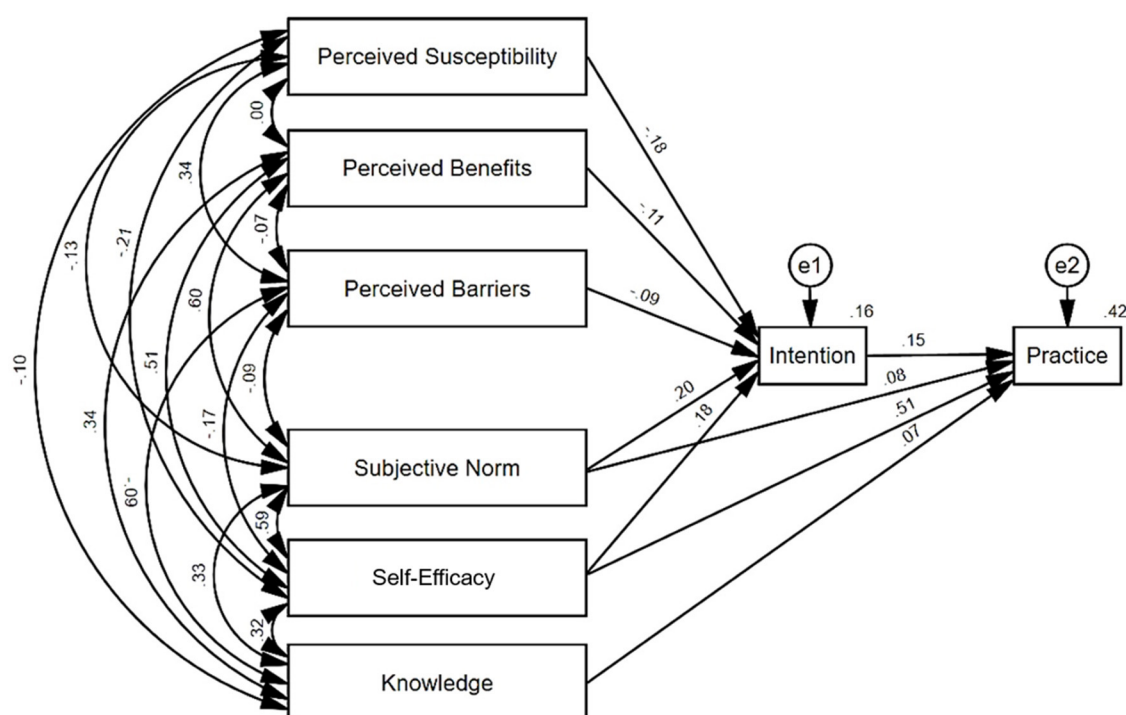 Perceived Susceptibility
.00
-.18
Perceived Benefits
.34
-.11
-.07
-.13
-.21
Perceived Barriers
-.09
e1
e2
.60
.16
.42
Intention
.15
Practice
-.10
.51
-.09
.08
.20
.51
.34
-.17
.18
.07
Subjective Norm
-.09
.59
.33
Self-Efficacy
.32
Knowledge